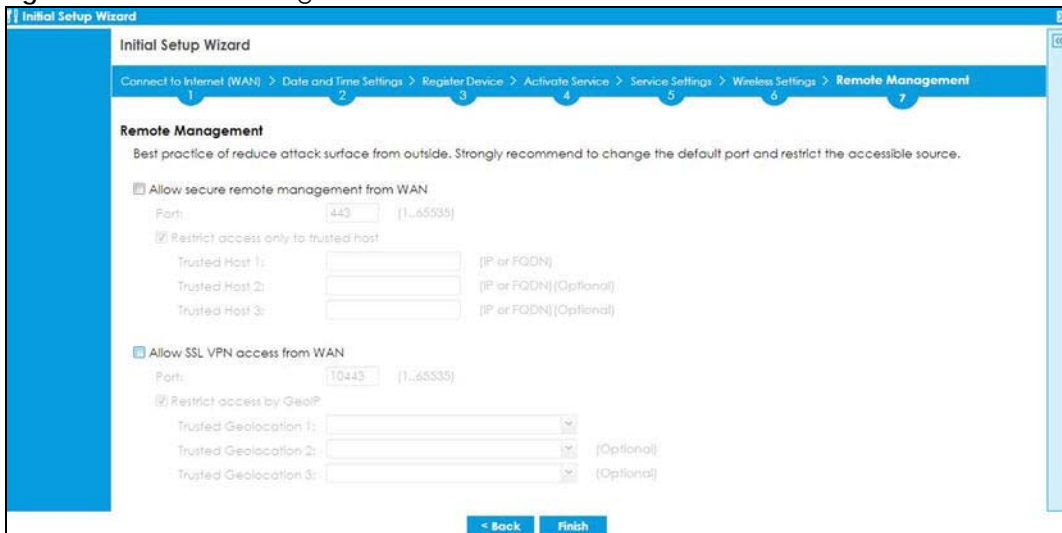 Initial Setup Wizard
Initial Setup Wizard
Connect to Internet (WAN) > Date and Time Settings > Register Device > Activate Service > Service Settings > Wireless Settings > Remote Management
1 2 3 4 5 6 7
Remote Management
Best practice of reduce attack surface from outside. Strongly recommend to change the default port and restrict the accessible source.
Allow secure remote management from WAN
Port: 443 (1..65535)
Restrict access only to trusted host
Trusted Host 1: (IP or FQDN)
Trusted Host 2: (IP or FQDN)(Optional)
Trusted Host 3: (IP or FQDN)(Optional)
Allow SSL VPN access from WAN
Port: 10443 (1..65535)
Restrict access by GeoIP
Trusted Geolocation 1:
Trusted Geolocation 2: (Optional)
Trusted Geolocation 3: (Optional)
< Back Finish